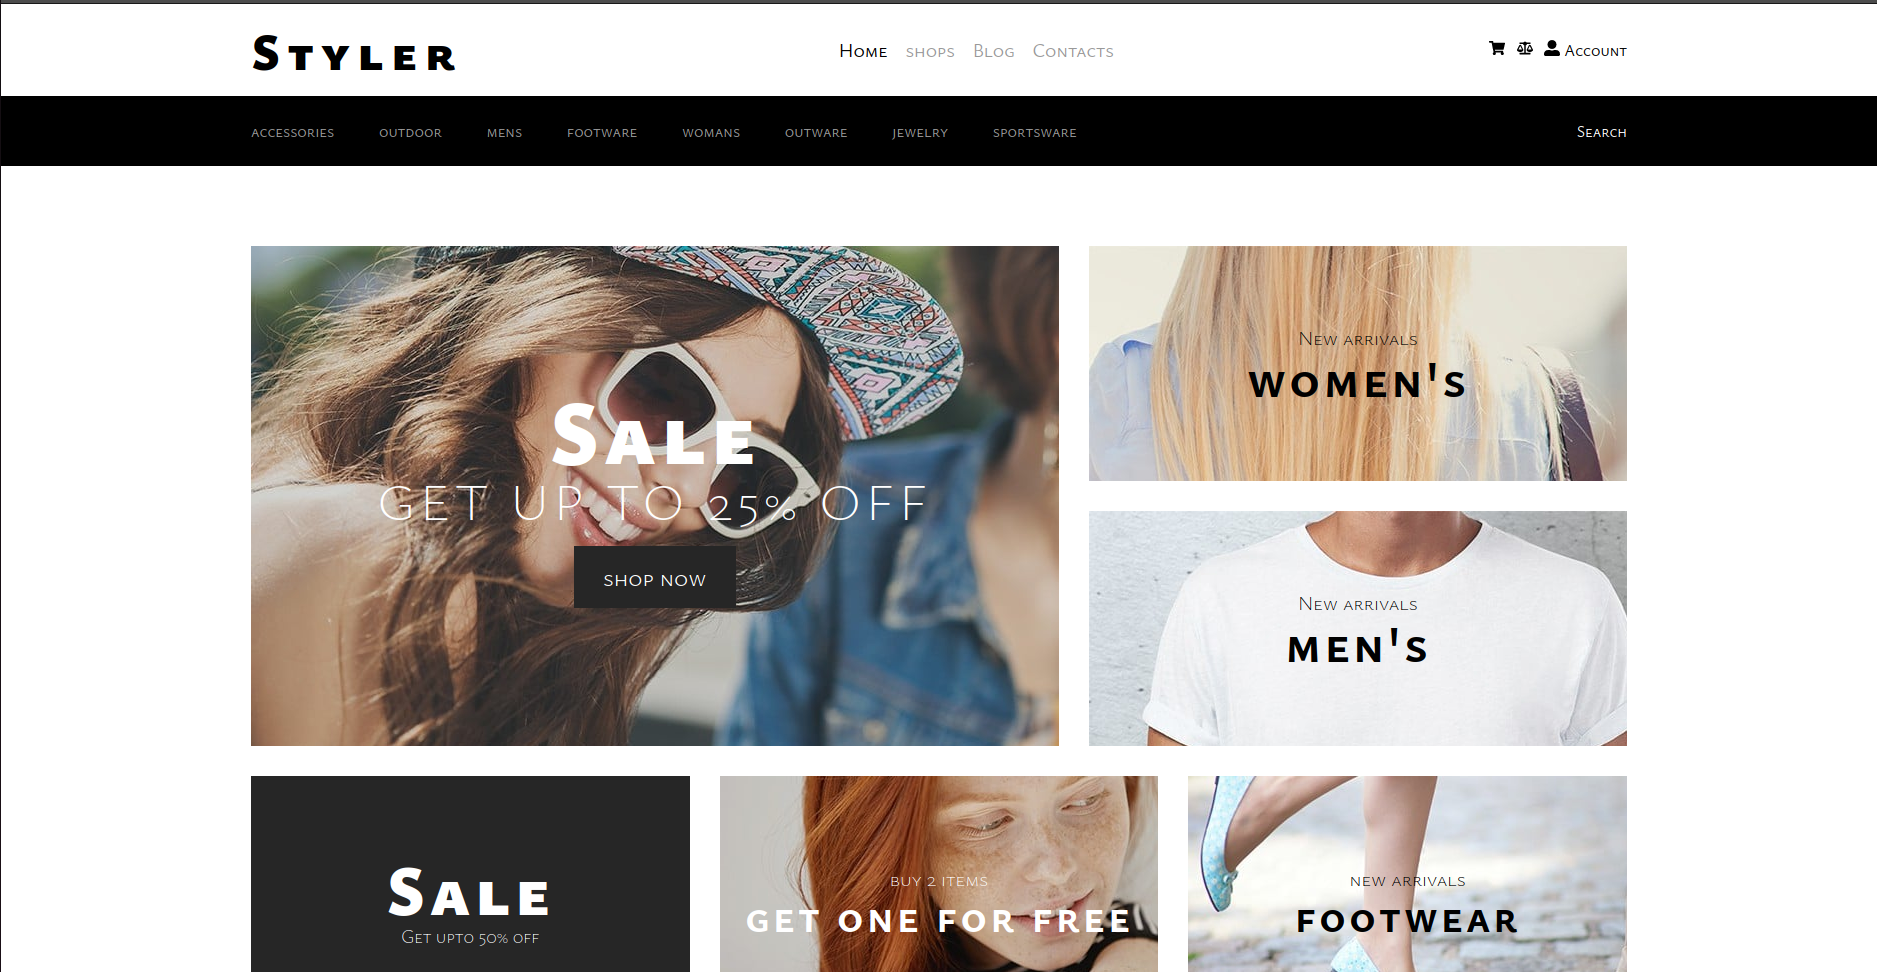 Styler
Home shops Blog Contacts
Account
accessories outdoor mens footware womans outware jewelry sportsware
Search
Sale
GET UP TO 25% OFF
shop now
New arrivals
women's
New arrivals
men's
Sale
Get upto 50% off
buy 2 items
get one for free
new arrivals
footwear